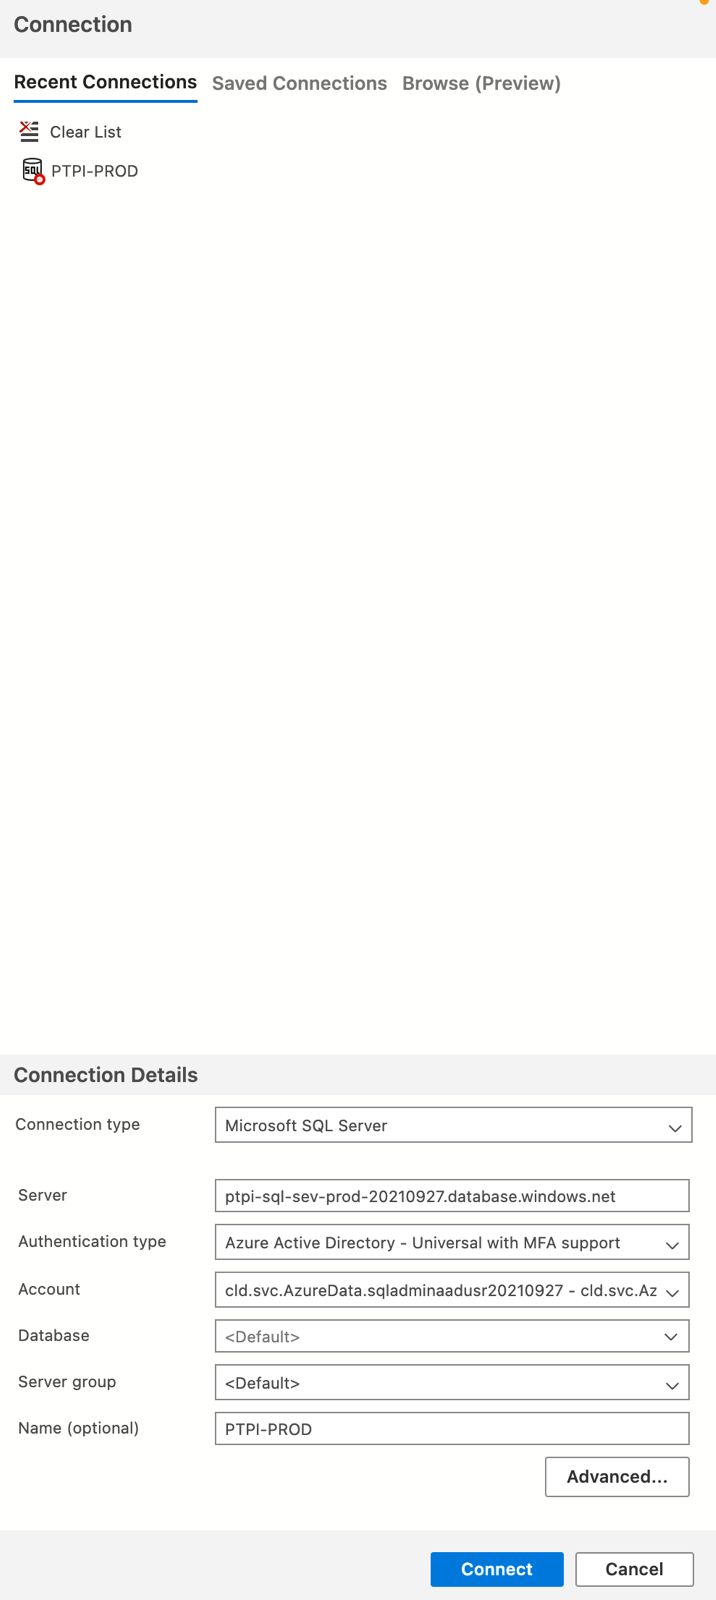 Connection
Recent Connections Saved Connections Browse (Preview)
Clear List
SQL PTPI-PROD
Connection Details
Connection type Microsoft SQL Server
Server ptpi-sql-sev-prod-20210927.database.windows.net
Authentication type Azure Active Directory - Universal with MFA support
Account cld.svc.AzureData.sqladminaadusr20210927 - cld.svc.Az
Database <Default>
Server group <Default>
Name (optional) PTPI-PROD
Advanced...
Connect Cancel